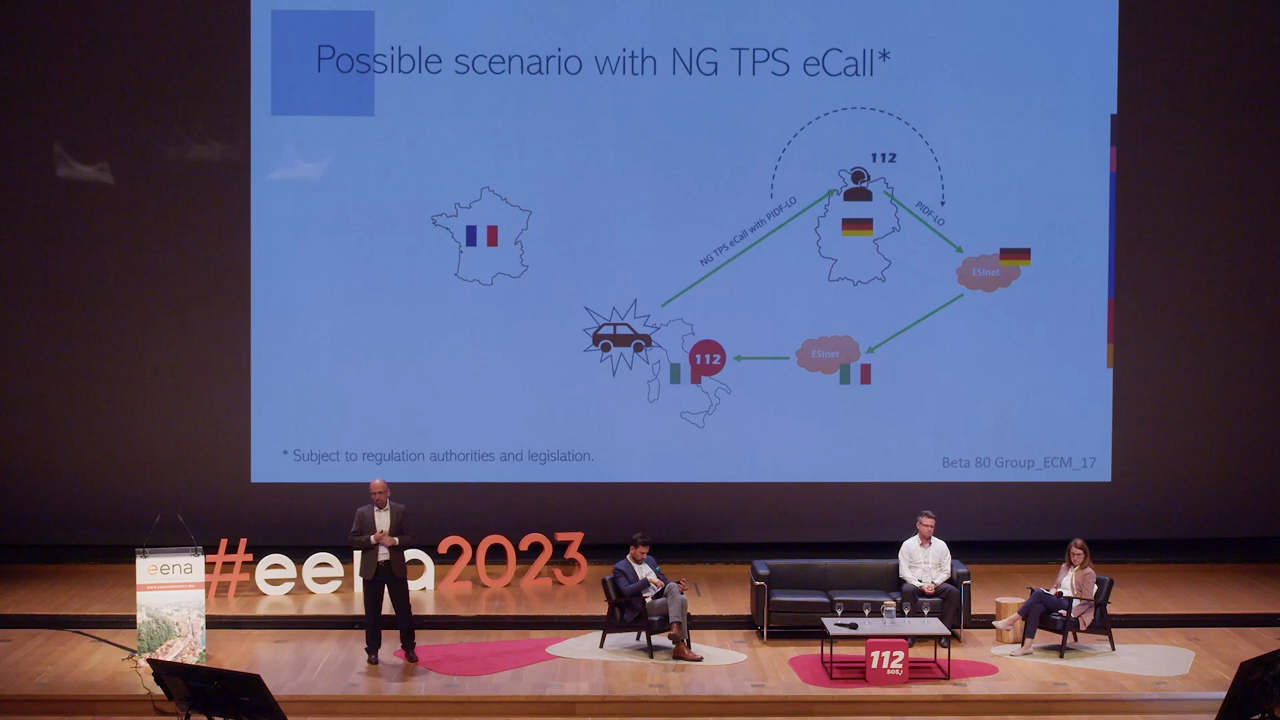 Possible scenario with NG TPS eCall*
112
NG TPS eCall with PIDF-LO
PIDF-LO
ESInet
112
ESInet
* Subject to regulation authorities and legislation.
Beta 80 Group_ECM_17
#eena2023
eena
112
SOS